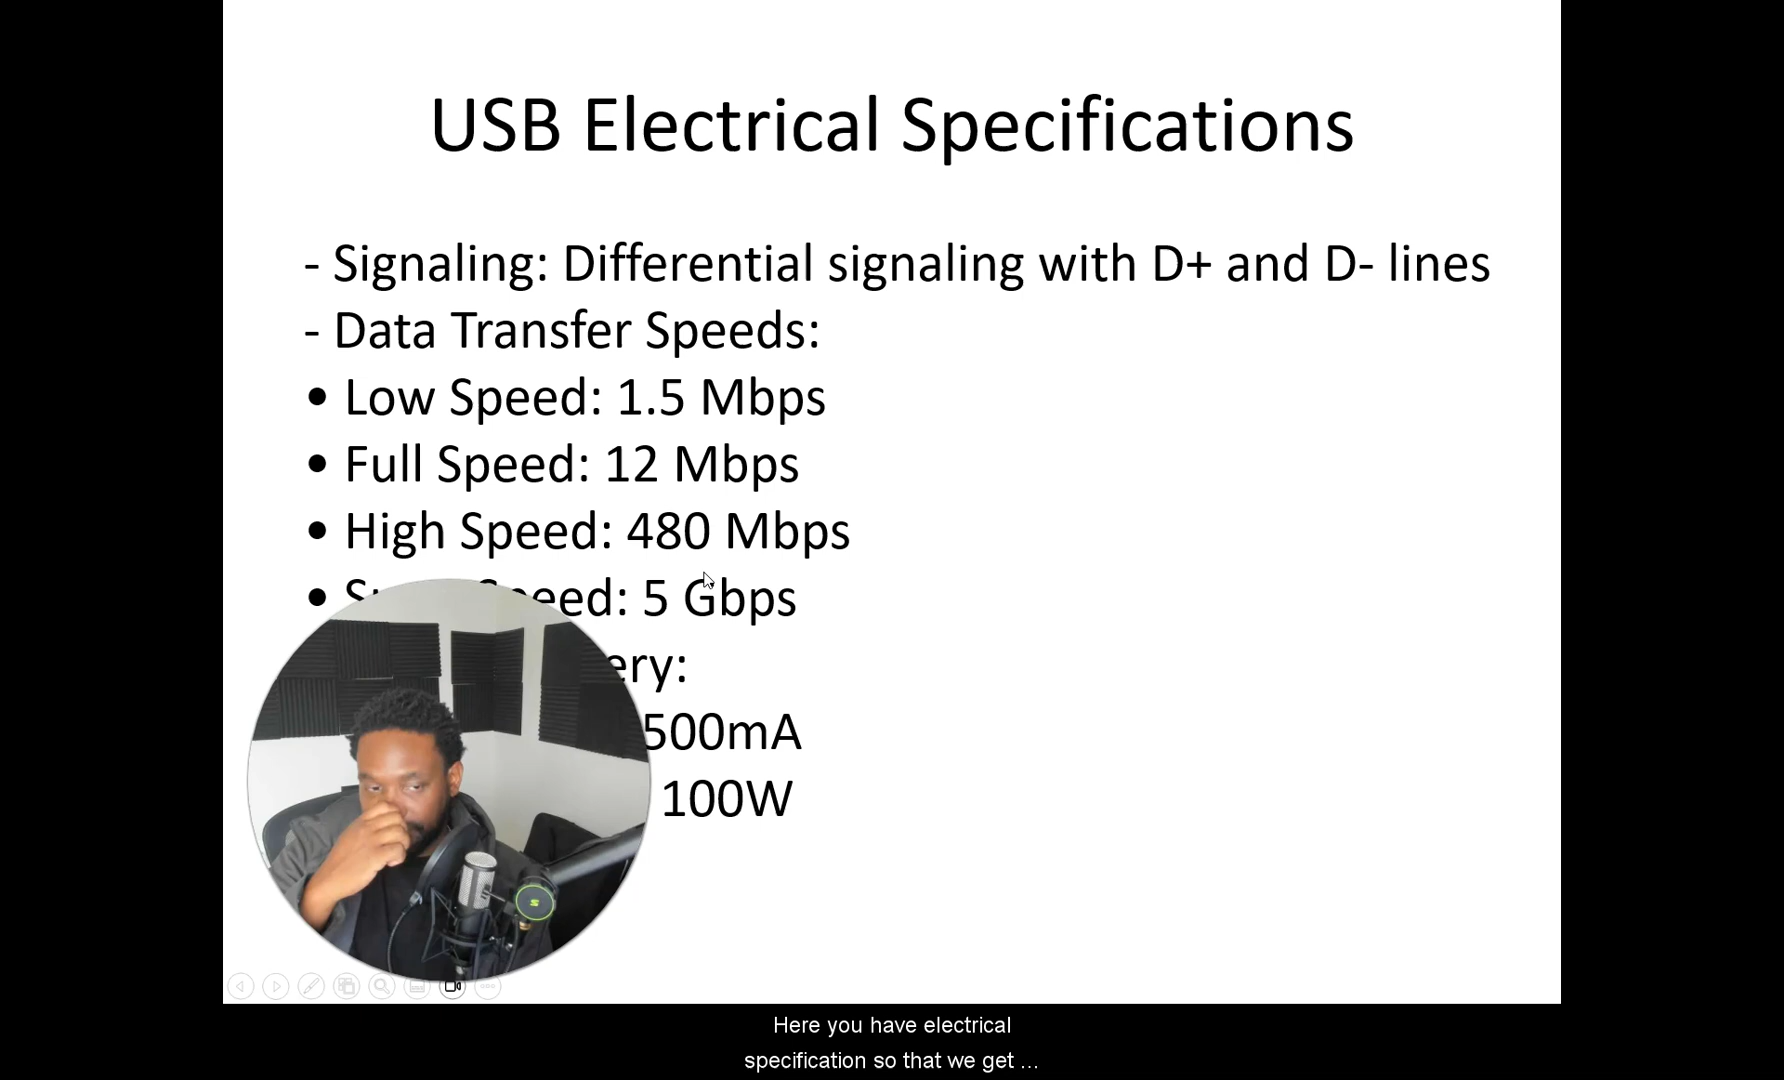 USB Electrical Specifications
- Signaling: Differential signaling with D+ and D- lines
- Data Transfer Speeds:
• Low Speed: 1.5 Mbps
• Full Speed: 12 Mbps
• High Speed: 480 Mbps
• 5 Gbps
500mA
100W
Here you have electrical
specification so that we get ...